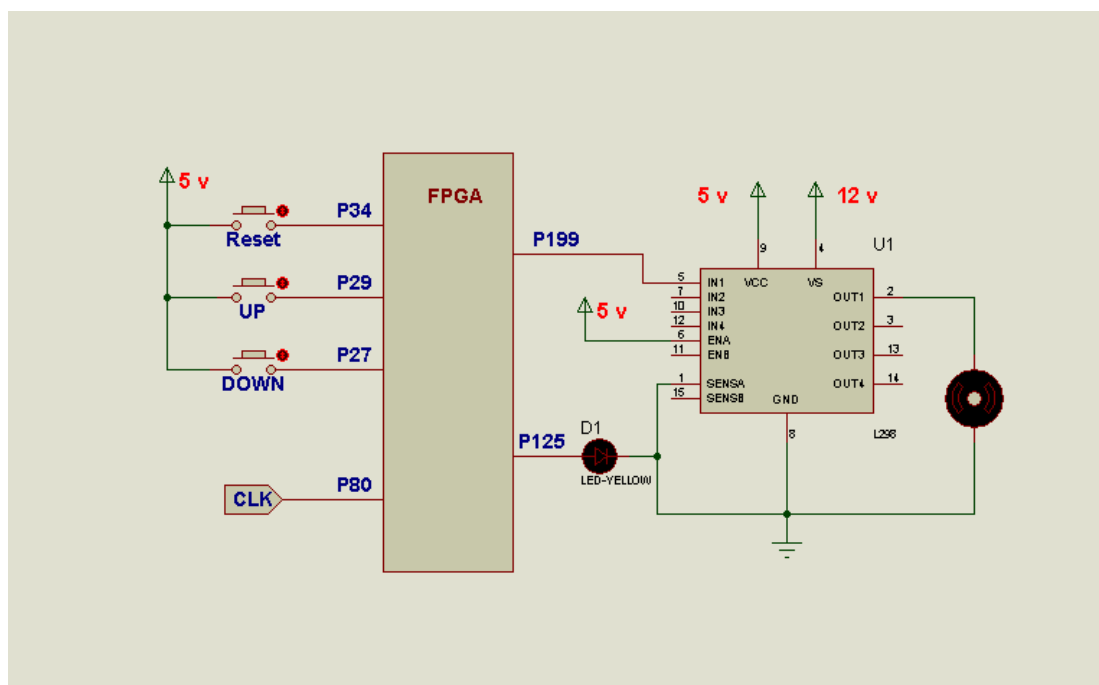 5 v
FPGA
P34
Reset
P29
UP
P27
DOWN
P80
CLK
P199
P125
D1
LED-YELLOW
5 v
5 v
12 v
9
4
U1
5 IN1
7 IN2
10 IN3
12 IN4
6 ENA
11 ENB
1 SENSA
15 SENSB
VCC
VS
GND
8
OUT1 2
OUT2 3
OUT3 13
OUT4 14
L298